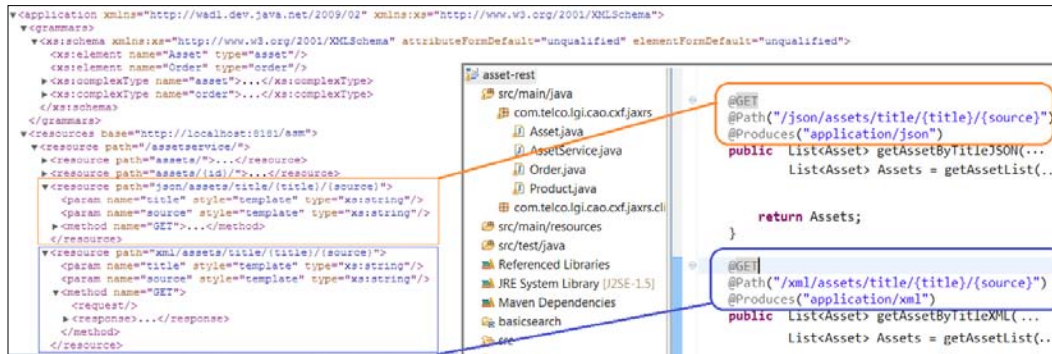 <application xmlns="http://wadl.dev.java.net/2009/02" xmlns:xs="http://www.w3.org/2001/XMLSchema">
<grammars>
<xs:schema xmlns:xs="http://www.w3.org/2001/XMLSchema" attributeFormDefault="unqualified" elementFormDefault="unqualified">
<xs:element name="Asset" type="asset"/>
<xs:element name="Order" type="order"/>
<xs:complexType name="asset">...</xs:complexType>
<xs:complexType name="order">...</xs:complexType>
</xs:schema>
</grammars>
<resources base="http://localhost:8181/asm">
<resource path="/assetservice/">
<resource path="assets/">...</resource>
<resource path="assets/{id}/">...</resource>
<resource path="json/assets/title/{title}/{source}">
<param name="title" style="template" type="xs:string"/>
<param name="source" style="template" type="xs:string"/>
<method name="GET">...</method>
</resource>
<resource path="xml/assets/title/{title}/{source}">
<param name="title" style="template" type="xs:string"/>
<param name="source" style="template" type="xs:string"/>
<method name="GET">
<request/>
<response>...</response>
</method>
</resource>
asset-rest
src/main/java
com.telco.lgi.cao.cxf.jaxrs
Asset.java
AssetService.java
Order.java
Product.java
com.telco.lgi.cao.cxf.jaxrs.cli
src/main/resources
src/test/java
Referenced Libraries
JRE System Library [J2SE-1.5]
Maven Dependencies
basicsearch
src
@GET
@Path("/json/assets/title/{title}/{source}")
@Produces("application/json")
public List<Asset> getAssetByTitleJSON(...
List<Asset> Assets = getAssetList(..
return Assets;
}
@GET
@Path("/xml/assets/title/{title}/{source}")
@Produces("application/xml")
public List<Asset> getAssetByTitleXML(...
List<Asset> Assets = getAssetList(..